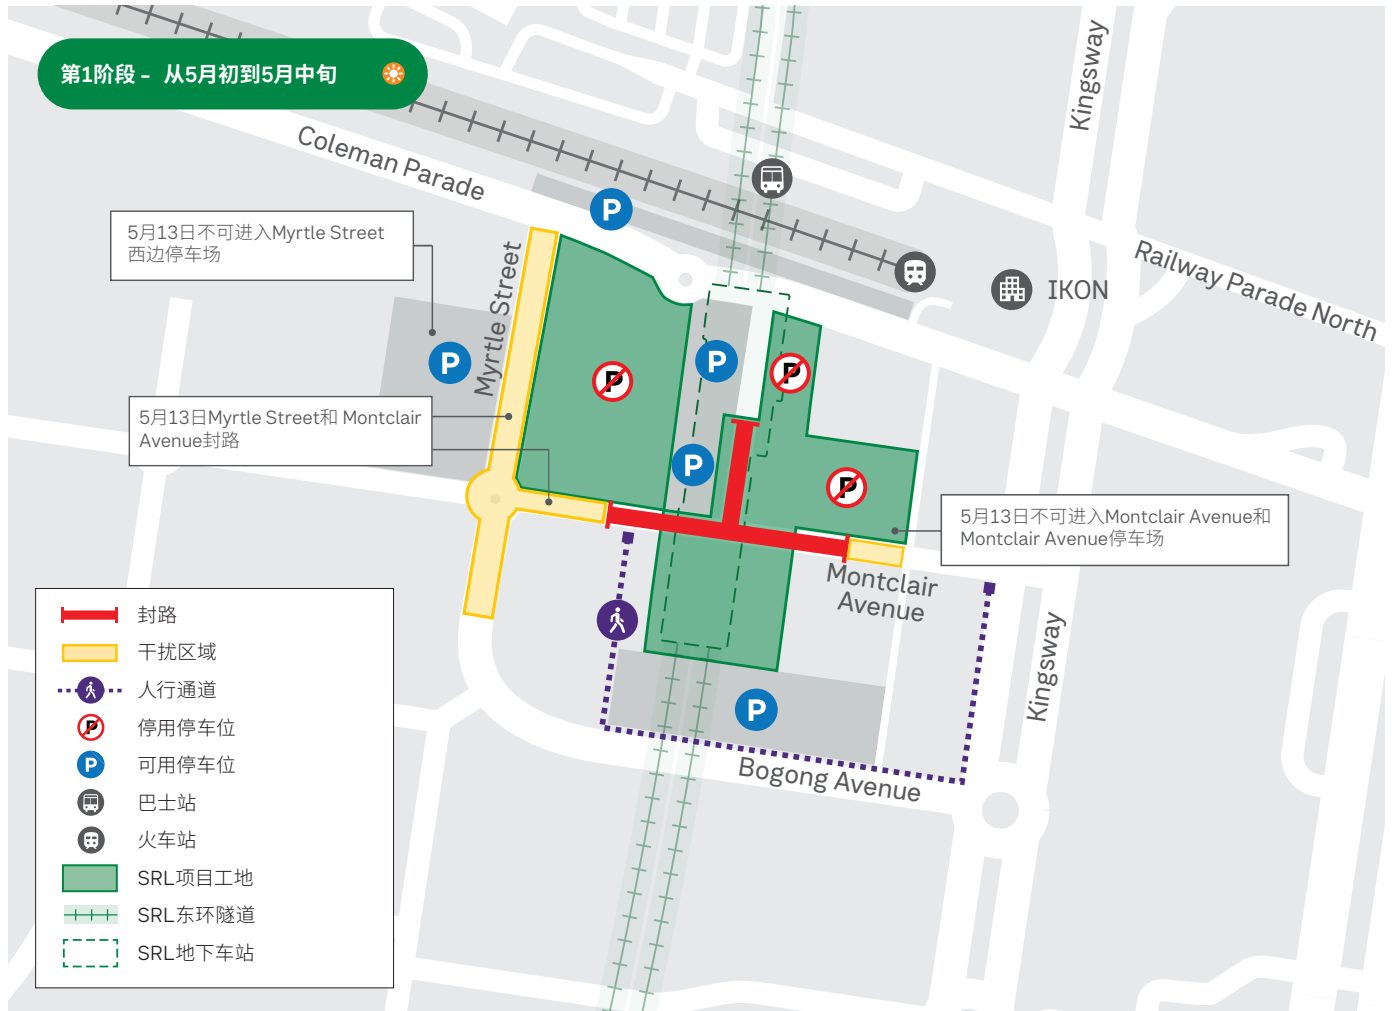 第1阶段 - 从5月初到5月中旬
Kingsway
Coleman Parade
5月13日不可进入Myrtle Street
西边停车场
Myrtle Street
P
P
P
P
P
P
P
P
IKON
Railway Parade North
5月13日Myrtle Street和 Montclair
Avenue封路
5月13日不可进入Montclair Avenue和
Montclair Avenue停车场
Montclair
Avenue
Kingsway
Bogong Avenue
封路
干扰区域
人行通道
P 停用停车位
P 可用停车位
巴士站
火车站
SRL项目工地
SRL东环隧道
SRL地下车站